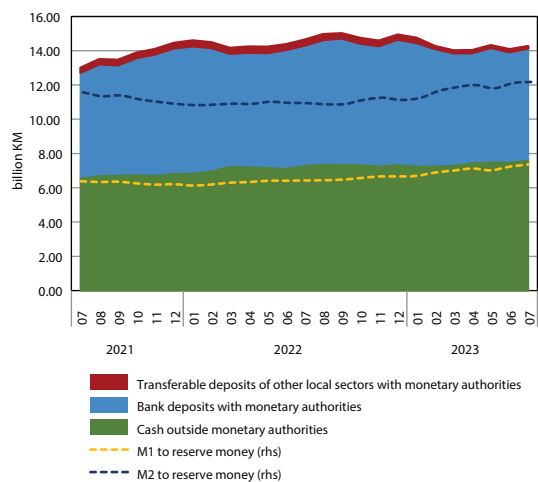 16.00
14.00
12.00
10.00
8.00
6.00
4.00
2.00
0.00
billion KM
07 08 09 10 11 12 01 02 03 04 05 06 07 08 09 10 11 12 01 02 03 04 05 06 07
2021 2022 2023
Transferable deposits of other local sectors with monetary authorities
Bank deposits with monetary authorities
Cash outside monetary authorities
M1 to reserve money (rhs)
M2 to reserve money (rhs)